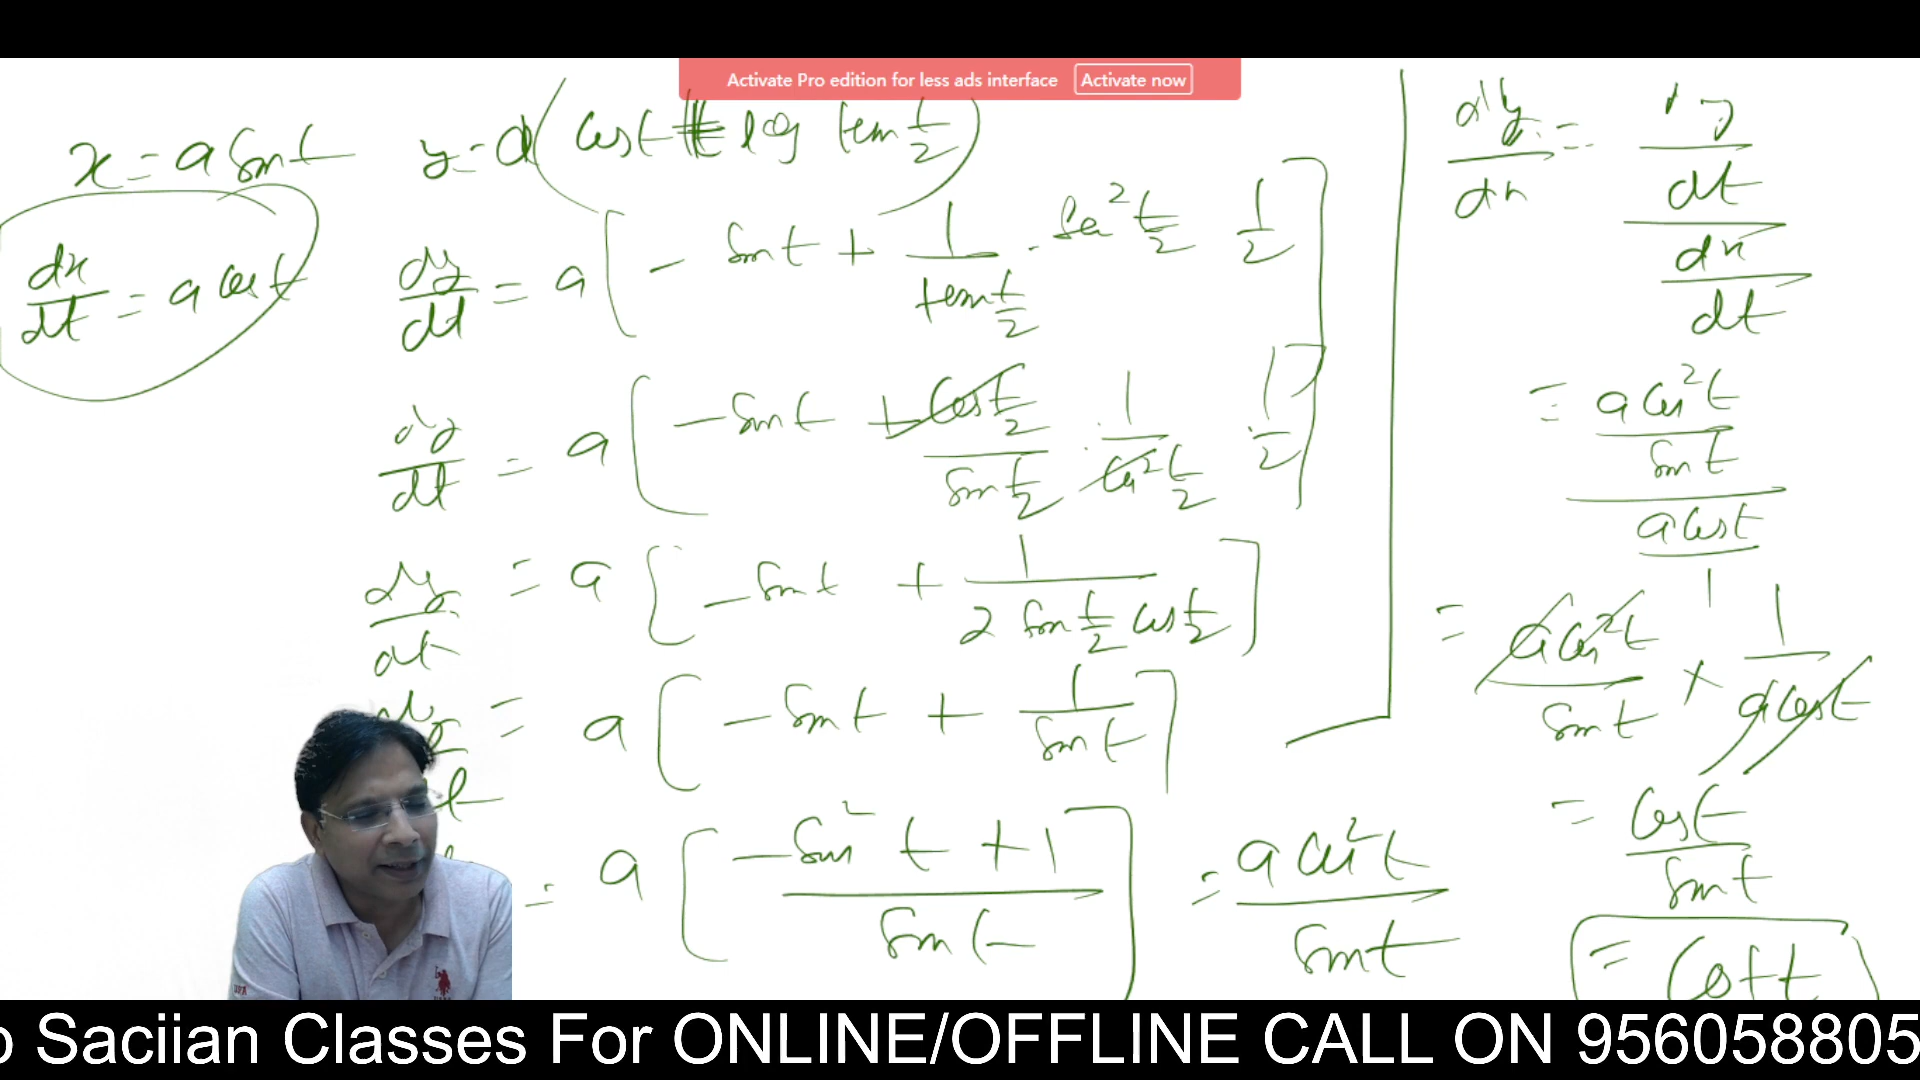 Activate Pro edition for less ads interface Activate now
x = a sin t y = a (cos t + log tan t/2)
dx/dt = a cos t
dy/dt = a [ - sin t + 1/tan t/2 . sec² t/2 1/2 ]
dy/dt = a [ - sin t + cos t/2 / sin t/2 . 1/cos² t/2 . 1/2 ]
dy/dt = a [ - sin t + 1 / 2 sin t/2 cos t/2 ]
dy = a [ - sin t + 1/sin t ]
= a [ - sin² t + 1 / sin t ] = a cos² t / sin t
dy/dx = dy/dt / dx/dt
= a cos² t / sin t / a cos t / 1
= a cos² t / sin t × 1 / a cos t
= cos t / sin t
= cot t
o Saciian Classes For ONLINE/OFFLINE CALL ON 956058805